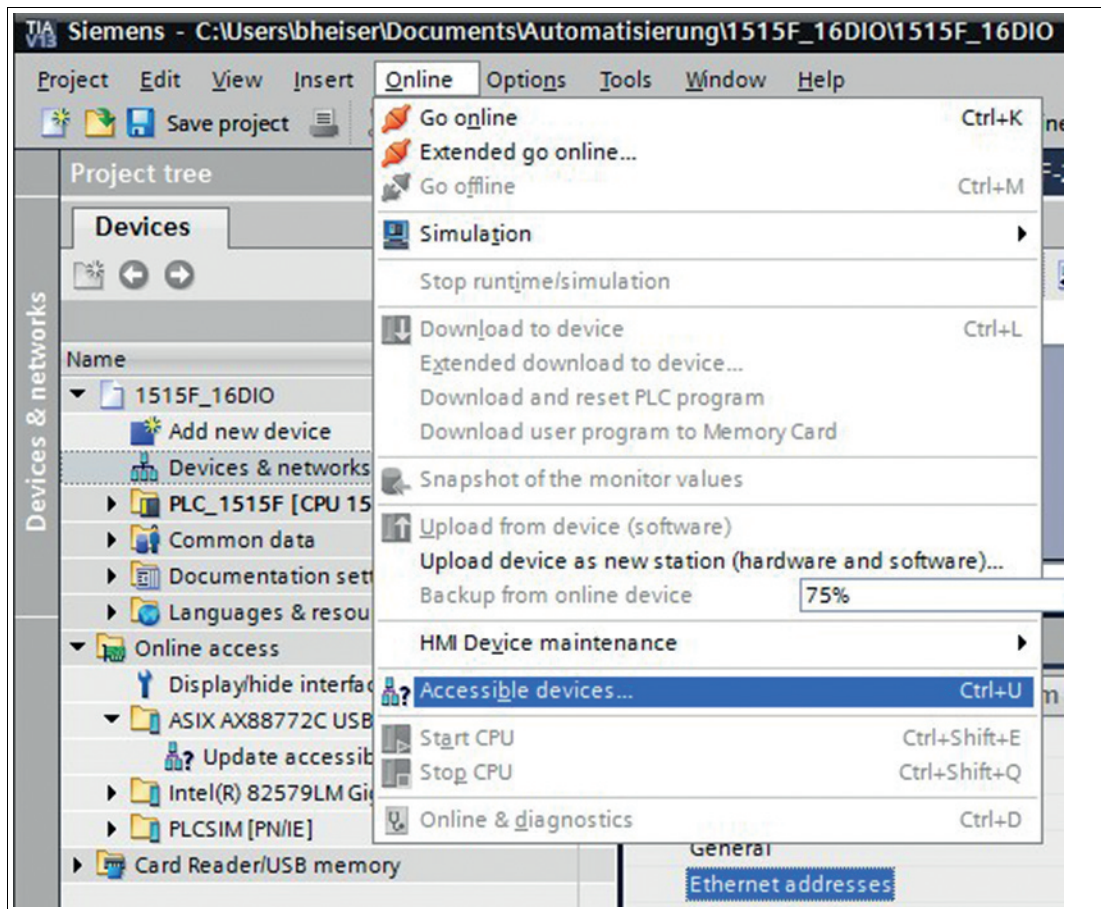 TIA V13 Siemens - C:\Users\bheiser\Documents\Automatisierung\1515F_16DIO\1515F_16DIO
Project Edit View Insert Online Options Tools Window Help
Save project
Go online Ctrl+K
Extended go online...
Go offline Ctrl+M
Simulation
Stop runtime/simulation
Download to device Ctrl+L
Extended download to device...
Download and reset PLC program
Download user program to Memory Card
Snapshot of the monitor values
Upload from device (software)
Upload device as new station (hardware and software)...
Backup from online device 75%
HMI Device maintenance
Accessible devices... Ctrl+U
Start CPU Ctrl+Shift+E
Stop CPU Ctrl+Shift+Q
Online & diagnostics Ctrl+D
Project tree
Devices
Devices & networks
Name
1515F_16DIO
Add new device
Devices & networks
PLC_1515F [CPU 15
Common data
Documentation sett
Languages & resou
Online access
Display/hide interfac
ASIX AX88772C USB
Update accessib
Intel(R) 82579LM Gig
PLCSIM [PN/IE]
Card Reader/USB memory
General
Ethernet addresses